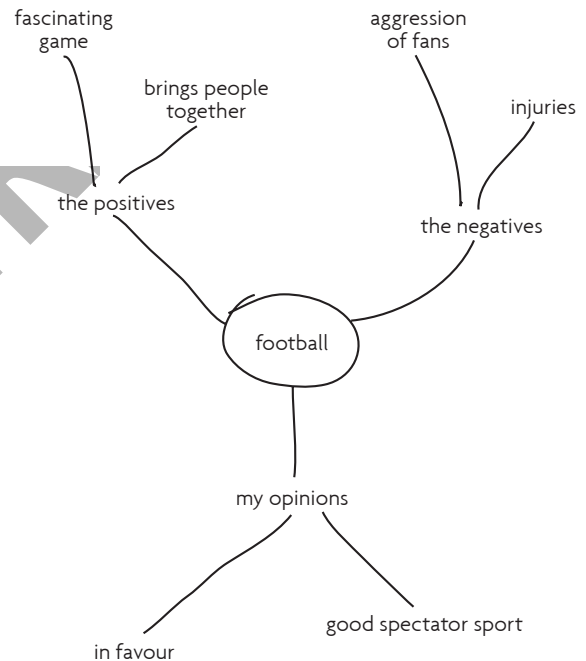 fascinating
game
aggression
of fans
brings people
together
injuries
the positives
the negatives
football
my opinions
good spectator sport
in favour